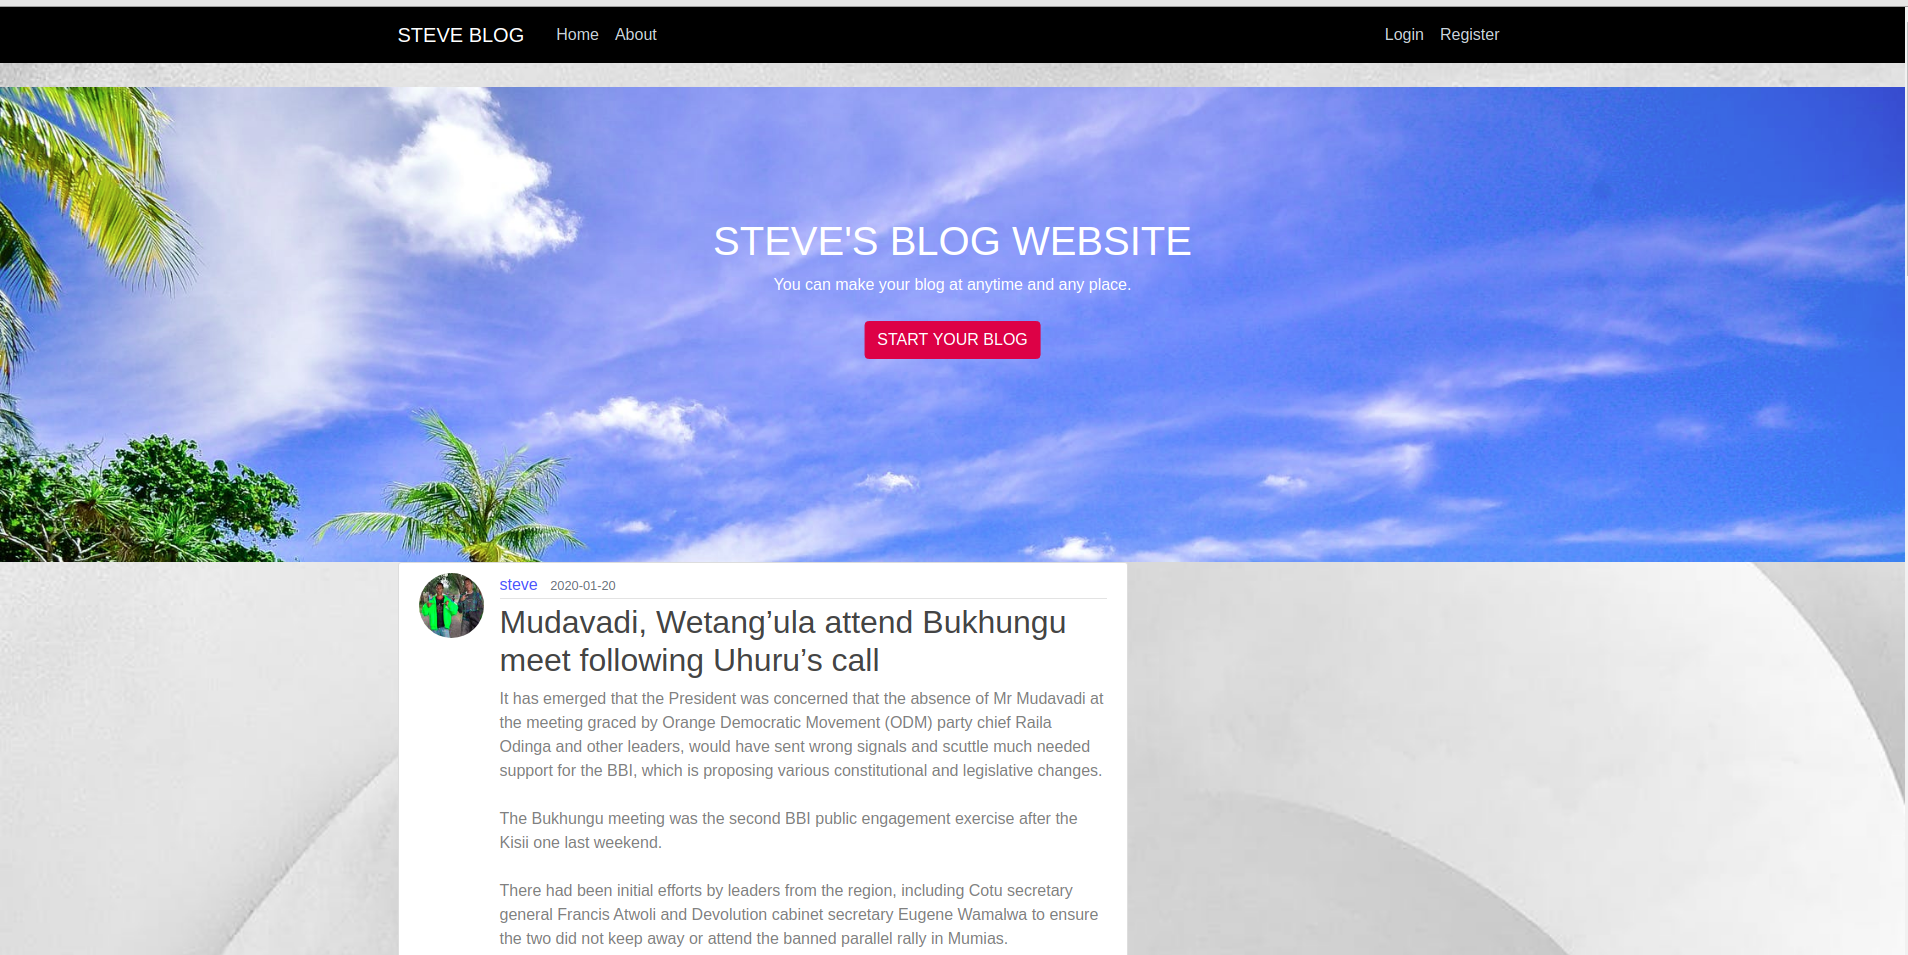 STEVE BLOG Home About Login Register
STEVE'S BLOG WEBSITE
You can make your blog at anytime and any place.
START YOUR BLOG
steve 2020-01-20
Mudavadi, Wetang’ula attend Bukhungu
meet following Uhuru’s call
It has emerged that the President was concerned that the absence of Mr Mudavadi at
the meeting graced by Orange Democratic Movement (ODM) party chief Raila
Odinga and other leaders, would have sent wrong signals and scuttle much needed
support for the BBI, which is proposing various constitutional and legislative changes.
The Bukhungu meeting was the second BBI public engagement exercise after the
Kisii one last weekend.
There had been initial efforts by leaders from the region, including Cotu secretary
general Francis Atwoli and Devolution cabinet secretary Eugene Wamalwa to ensure
the two did not keep away or attend the banned parallel rally in Mumias.